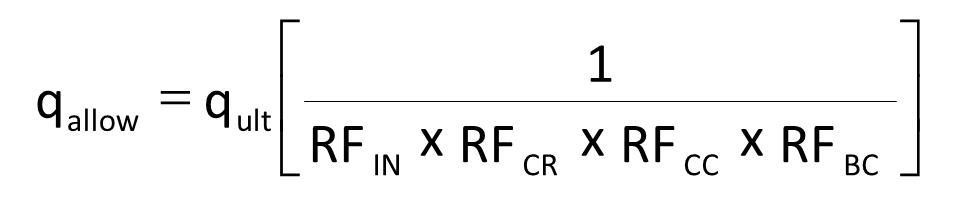 q_allow = q_ult [ 1 / RF_IN x RF_CR x RF_CC x RF_BC ]